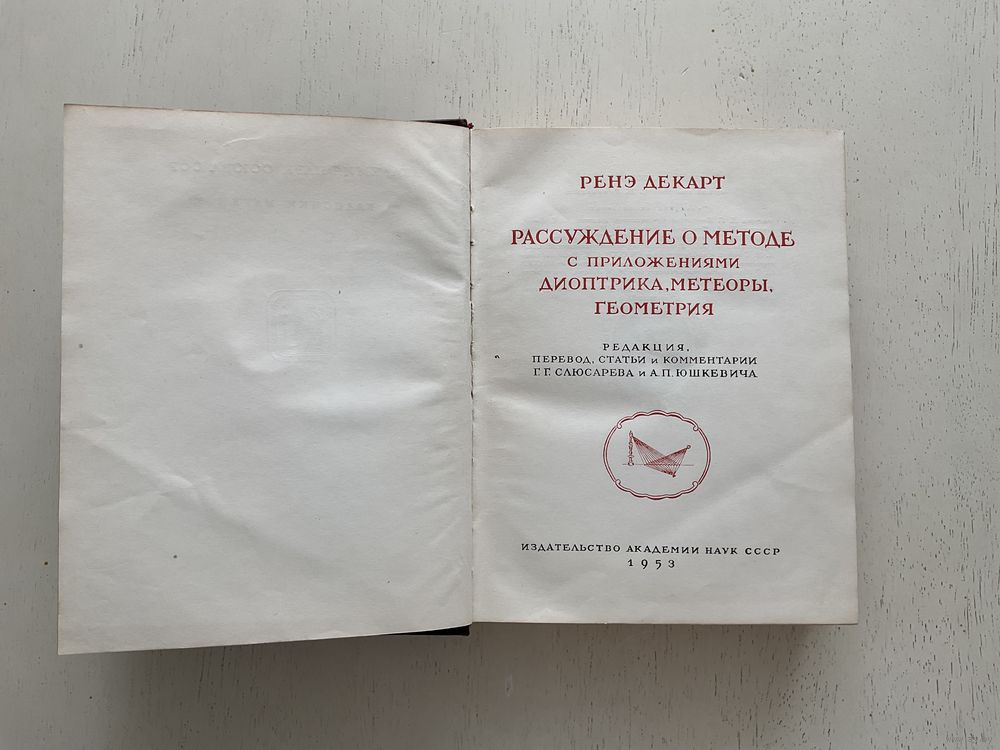 РЕНЭ ДЕКАРТ
РАССУЖДЕНИЕ О МЕТОДЕ
С ПРИЛОЖЕНИЯМИ
ДИОПТРИКА, МЕТЕОРЫ,
ГЕОМЕТРИЯ
РЕДАКЦИЯ,
ПЕРЕВОД, СТАТЬИ и КОММЕНТАРИИ
Г. Г. СЛЮСАРЕВА и А. П. ЮШКЕВИЧА
ИЗДАТЕЛЬСТВО АКАДЕМИИ НАУК СССР
1953